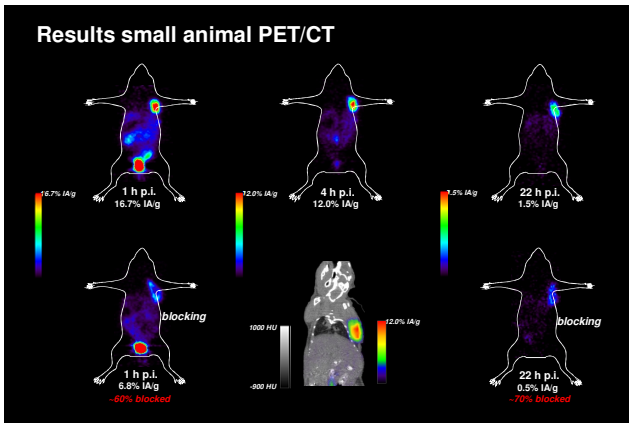 Results small animal PET/CT
16.7% IA/g
1 h p.i.
16.7% IA/g
12.0% IA/g
4 h p.i.
12.0% IA/g
1.5% IA/g
22 h p.i.
1.5% IA/g
blocking
1 h p.i.
6.8% IA/g
~60% blocked
1000 HU
-900 HU
12.0% IA/g
blocking
22 h p.i.
0.5% IA/g
~70% blocked